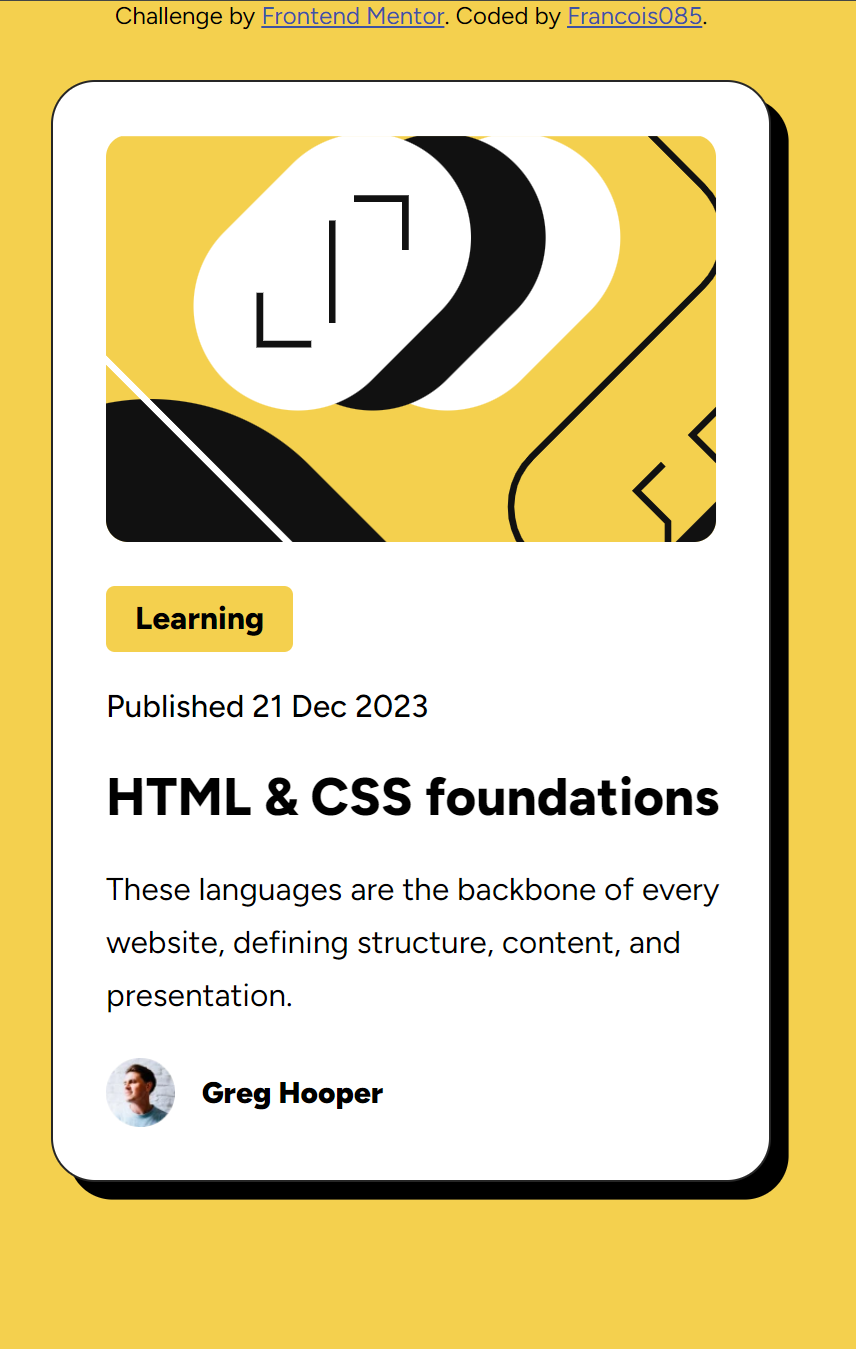 Challenge by Frontend Mentor. Coded by Francois085.
Learning
Published 21 Dec 2023
HTML & CSS foundations
These languages are the backbone of every
website, defining structure, content, and
presentation.
Greg Hooper